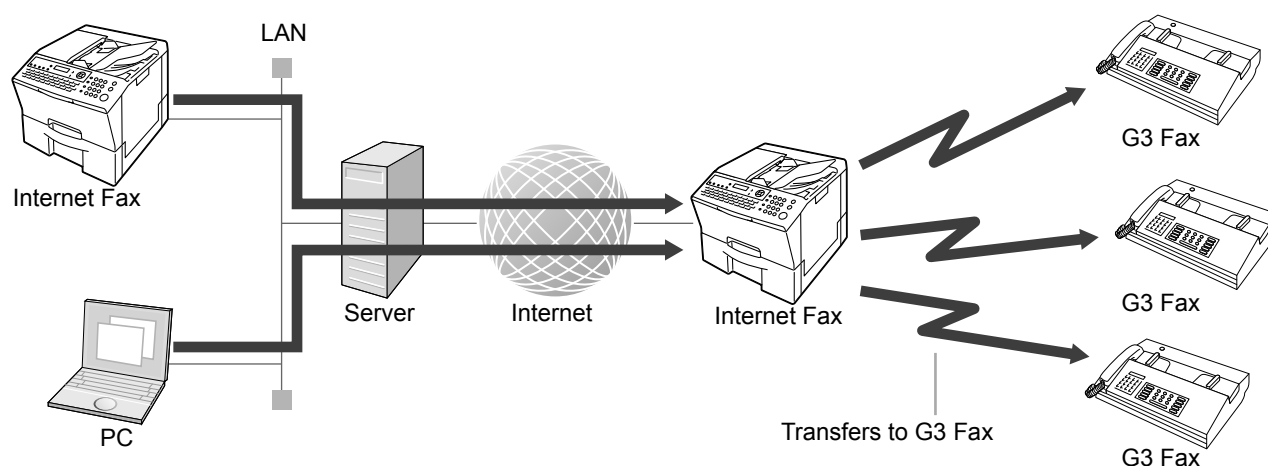 LAN
Internet Fax
PC
Server
Internet
Internet Fax
Transfers to G3 Fax
G3 Fax
G3 Fax
G3 Fax